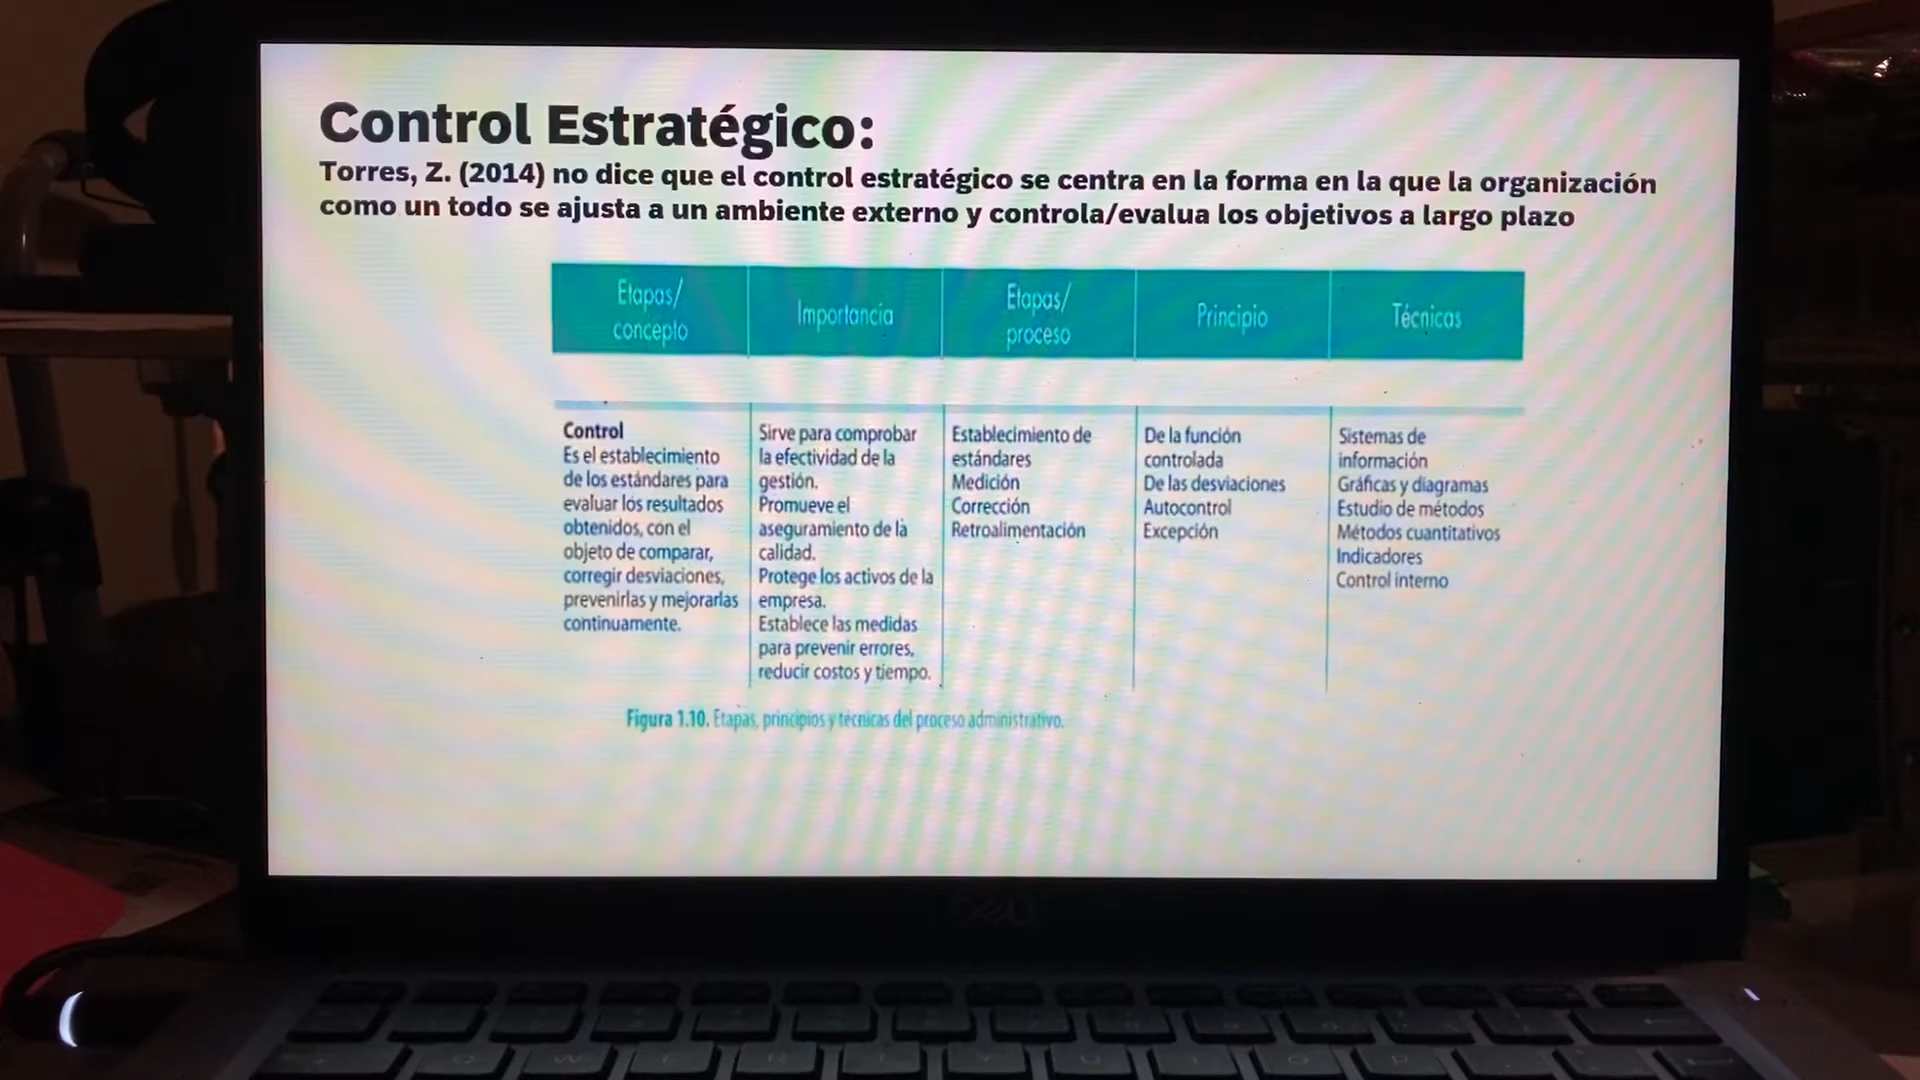 Control Estratégico:
Torres, Z. (2014) no dice que el control estratégico se centra en la forma en la que la organización
como un todo se ajusta a un ambiente externo y controla/evalua los objetivos a largo plazo
Etapas/
concepto
Importancia
Etapas/
proceso
Principio
Técnicas
Control
Es el establecimiento
de los estándares para
evaluar los resultados
obtenidos, con el
objeto de comparar,
corregir desviaciones,
prevenirlas y mejorarlas
continuamente.
Sirve para comprobar
la efectividad de la
gestión.
Promueve el
aseguramiento de la
calidad.
Protege los activos de la
empresa.
Establece las medidas
para prevenir errores,
reducir costos y tiempo.
Establecimiento de
estándares
Medición
Corrección
Retroalimentación
De la función
controlada
De las desviaciones
Autocontrol
Excepción
Sistemas de
información
Gráficas y diagramas
Estudio de métodos
Métodos cuantitativos
Indicadores
Control interno
Figura 1.10. Etapas, principios y técnicas del proceso administrativo.
DELL